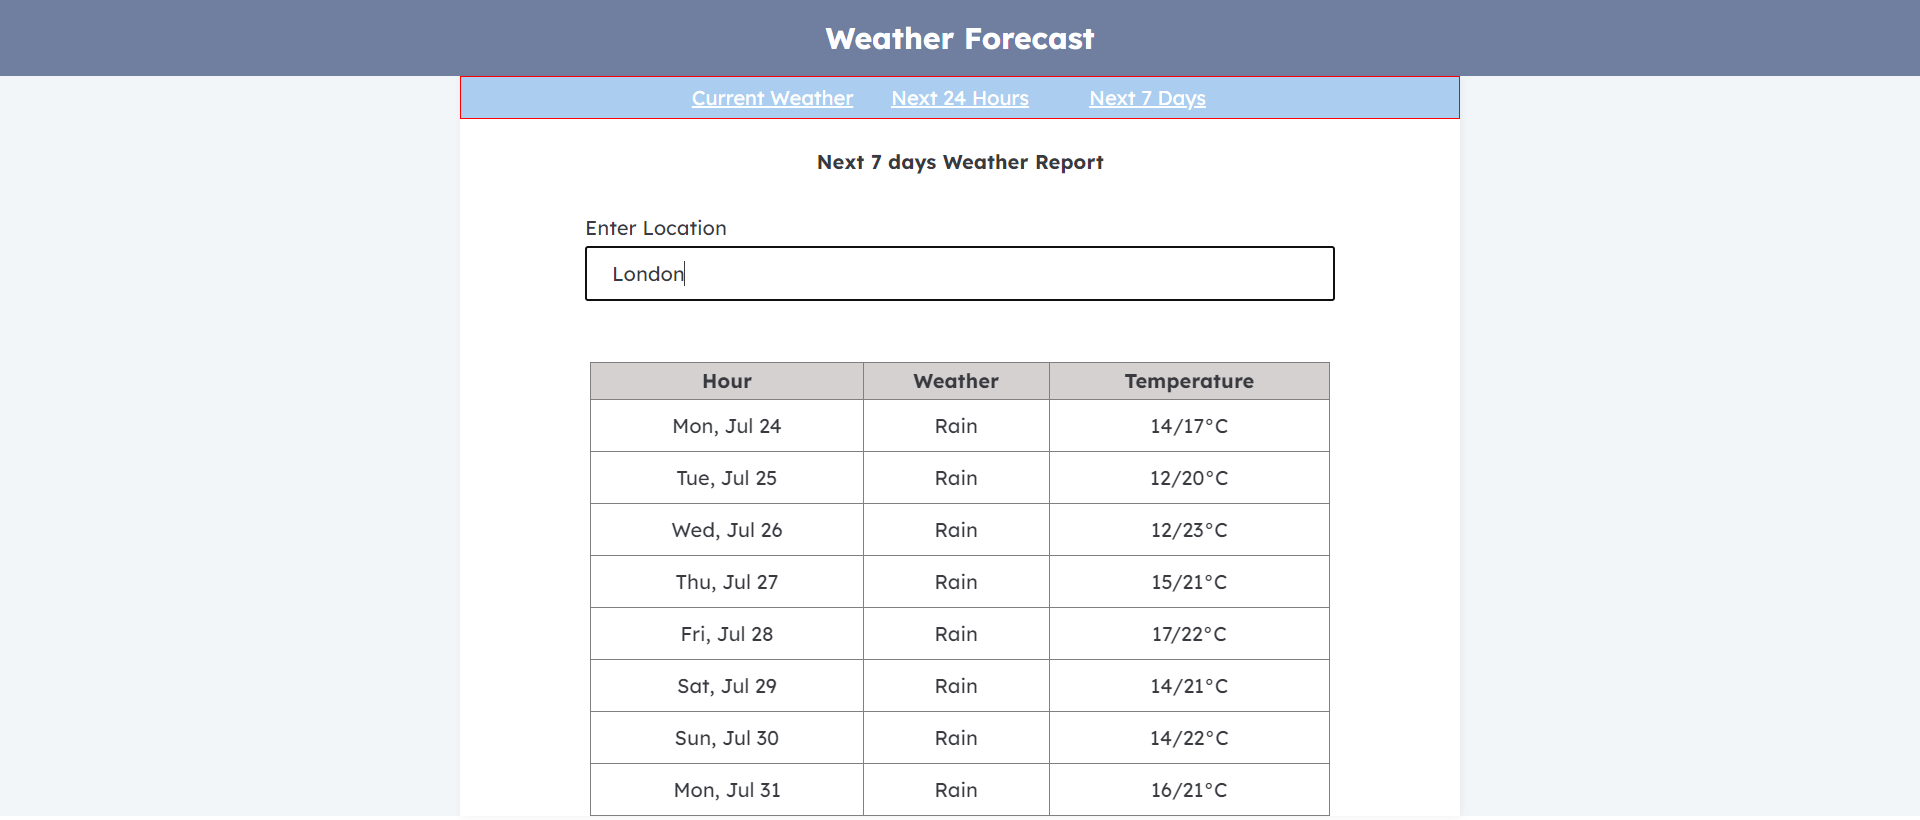 Weather Forecast
Current Weather Next 24 Hours Next 7 Days
Next 7 days Weather Report
Enter Location
London
Hour Weather Temperature
Mon, Jul 24 Rain 14/17°C
Tue, Jul 25 Rain 12/20°C
Wed, Jul 26 Rain 12/23°C
Thu, Jul 27 Rain 15/21°C
Fri, Jul 28 Rain 17/22°C
Sat, Jul 29 Rain 14/21°C
Sun, Jul 30 Rain 14/22°C
Mon, Jul 31 Rain 16/21°C